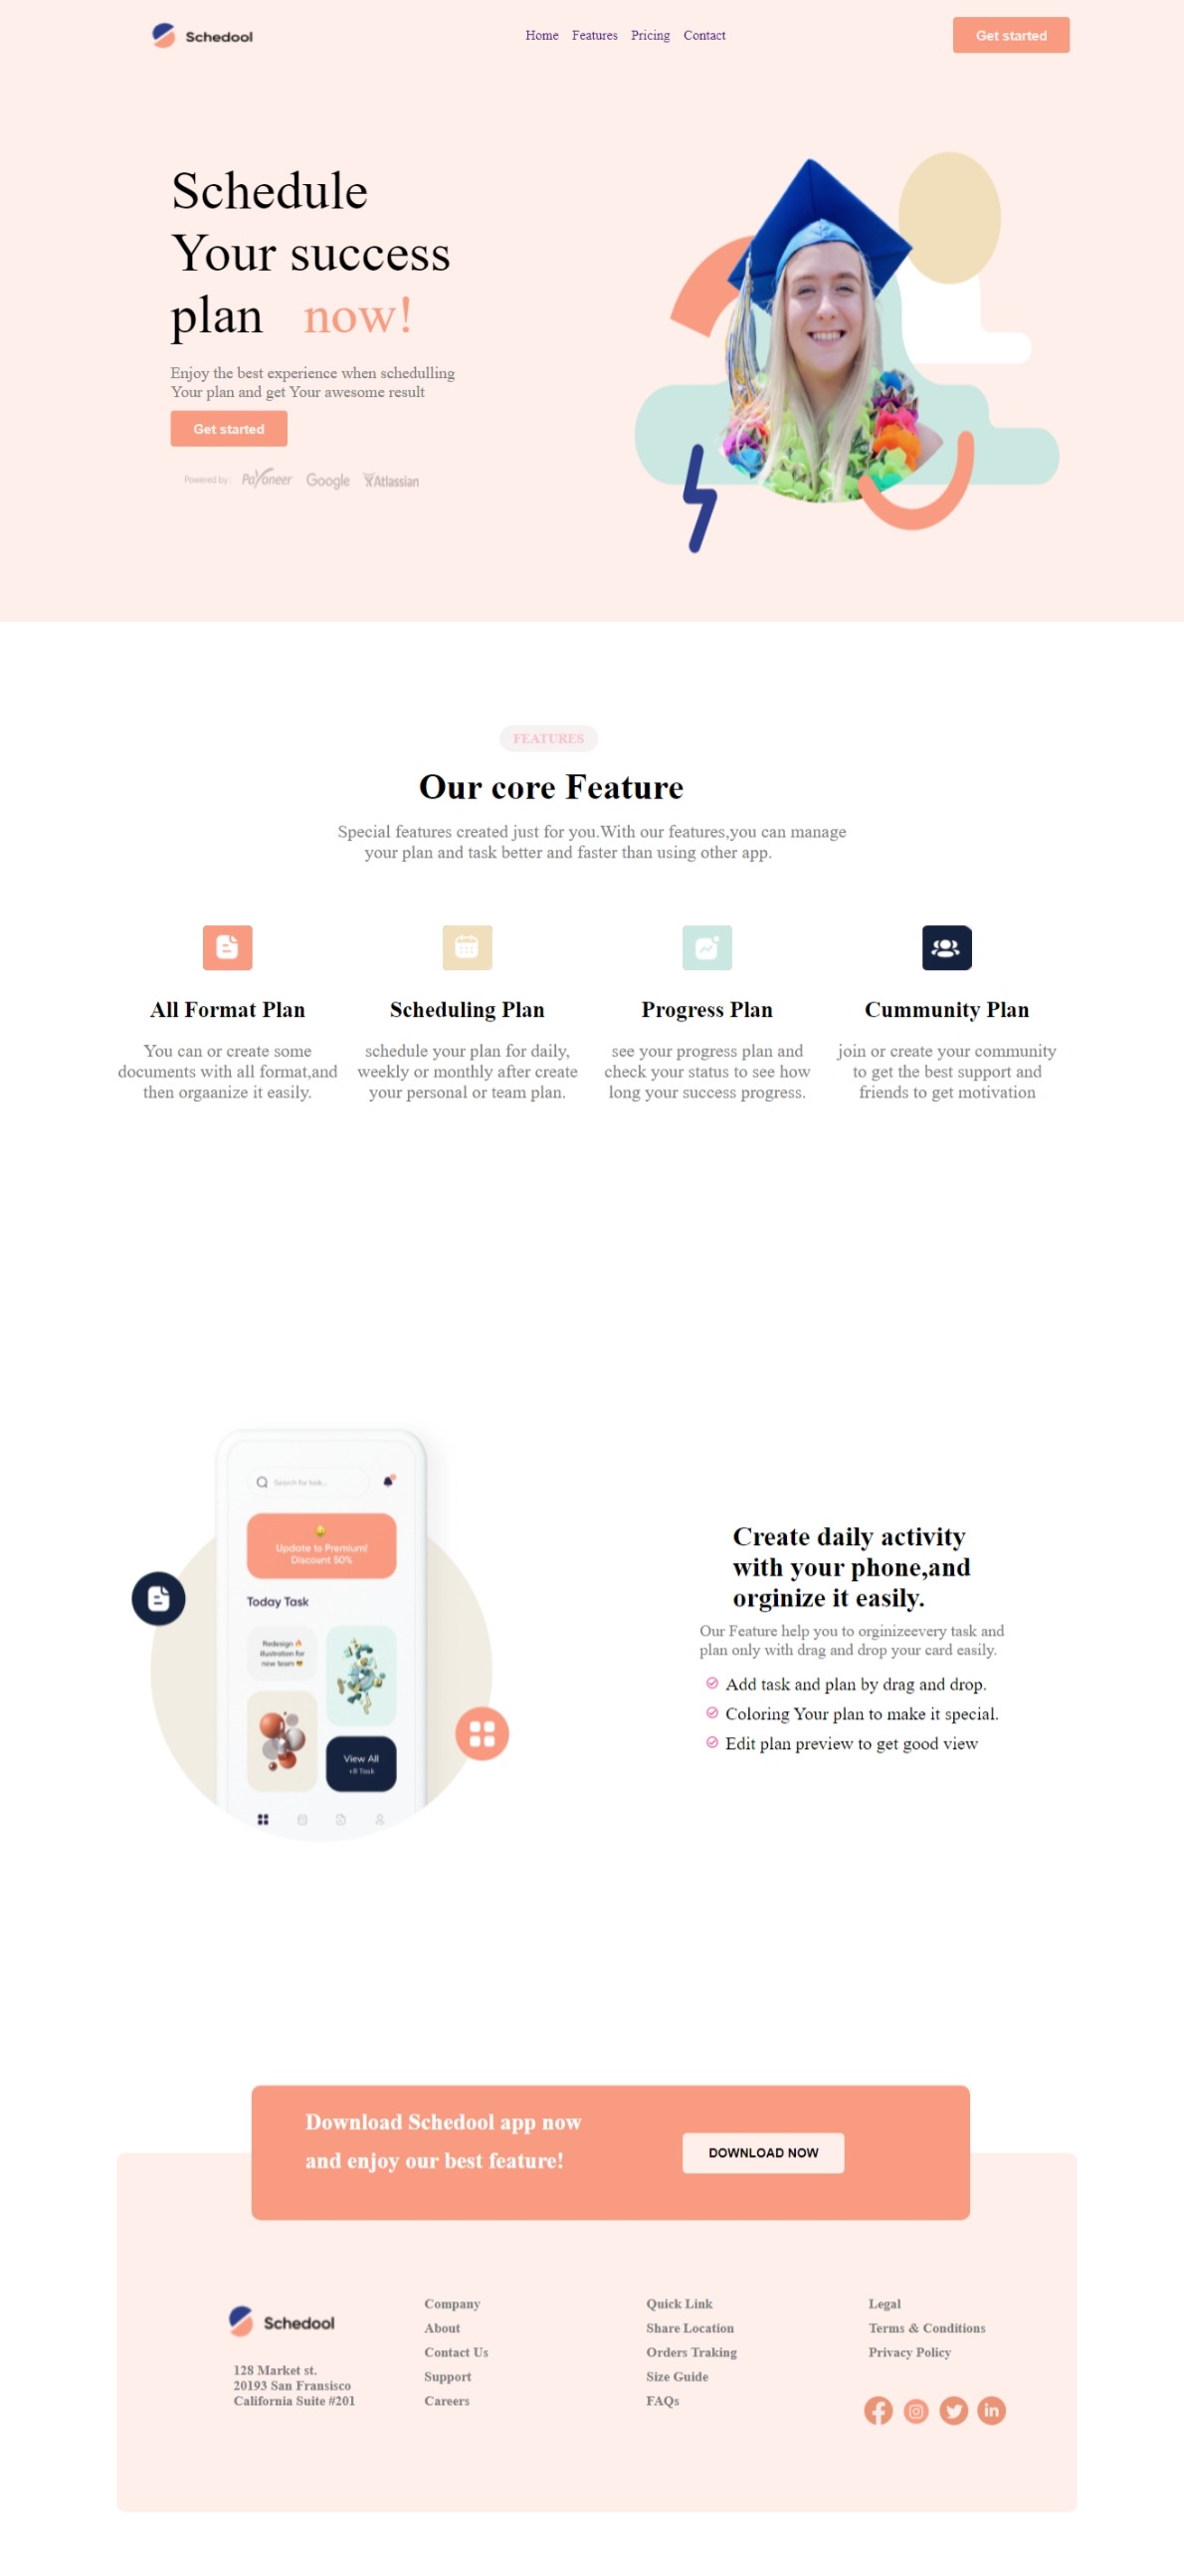 Schedool
Home Features Pricing Contact
Get started
Schedule
Your success
plan now!
Enjoy the best experience when schedulling
Your plan and get Your awesome result
Get started
Powered by: Payoneer Google Atlassian
FEATURES
Our core Feature
Special features created just for you.With our features,you can manage
your plan and task better and faster than using other app.
All Format Plan
You can or create some
documents with all format,and
then orgaanize it easily.
Scheduling Plan
schedule your plan for daily,
weekly or monthly after create
your personal or team plan.
Progress Plan
see your progress plan and
check your status to see how
long your success progress.
Cummunity Plan
join or create your community
to get the best support and
friends to get motivation
Search for task...
Update to Premium!
Discount 50%
Today Task
Redesign
illustration for
new team
View All
+8 Task
Create daily activity
with your phone,and
orginize it easily.
Our Feature help you to orginizeevery task and
plan only with drag and drop your card easily.
Add task and plan by drag and drop.
Coloring Your plan to make it special.
Edit plan preview to get good view
Download Schedool app now
and enjoy our best feature!
DOWNLOAD NOW
Schedool
128 Market st.
20193 San Fransisco
California Suite #201
Company
About
Contact Us
Support
Careers
Quick Link
Share Location
Orders Traking
Size Guide
FAQs
Legal
Terms & Conditions
Privacy Policy